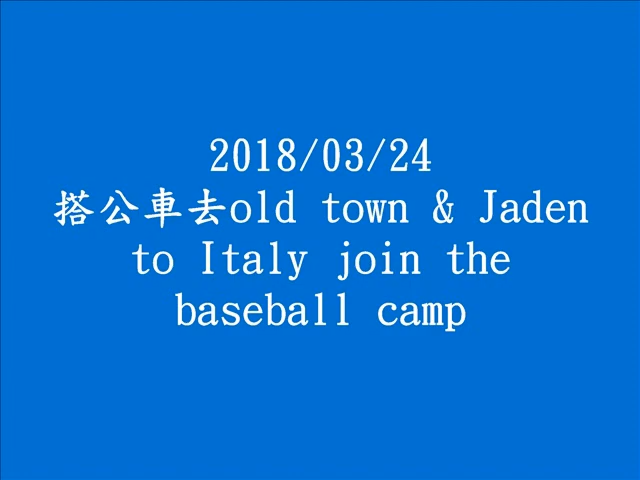 2018/03/24
搭公車去old town & Jaden
to Italy join the
baseball camp